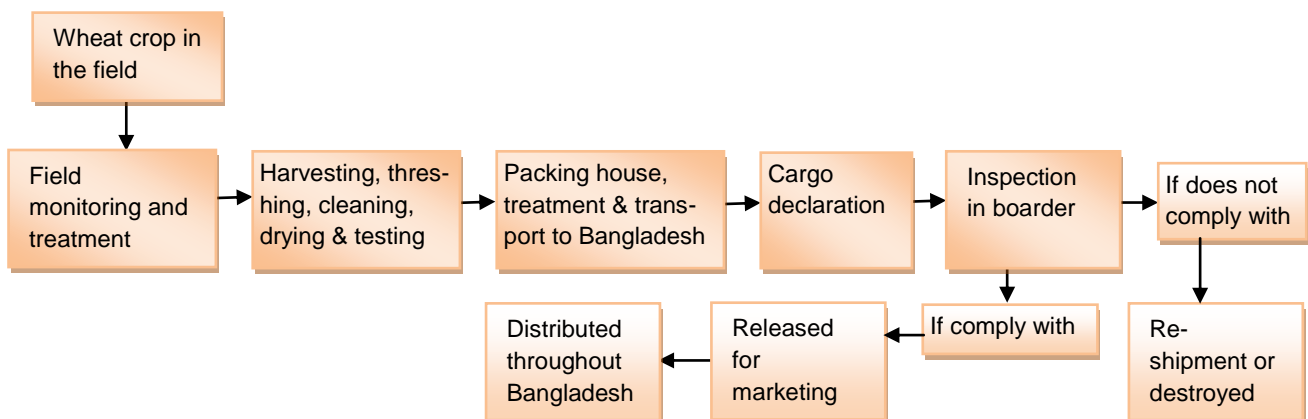 Wheat crop in
the field
Field
monitoring and
treatment
Harvesting, thres-
hing, cleaning,
drying & testing
Packing house,
treatment & trans-
port to Bangladesh
Cargo
declaration
Inspection
in boarder
If does not
comply with
If comply with
Re-
shipment or
destroyed
Released
for
marketing
Distributed
throughout
Bangladesh